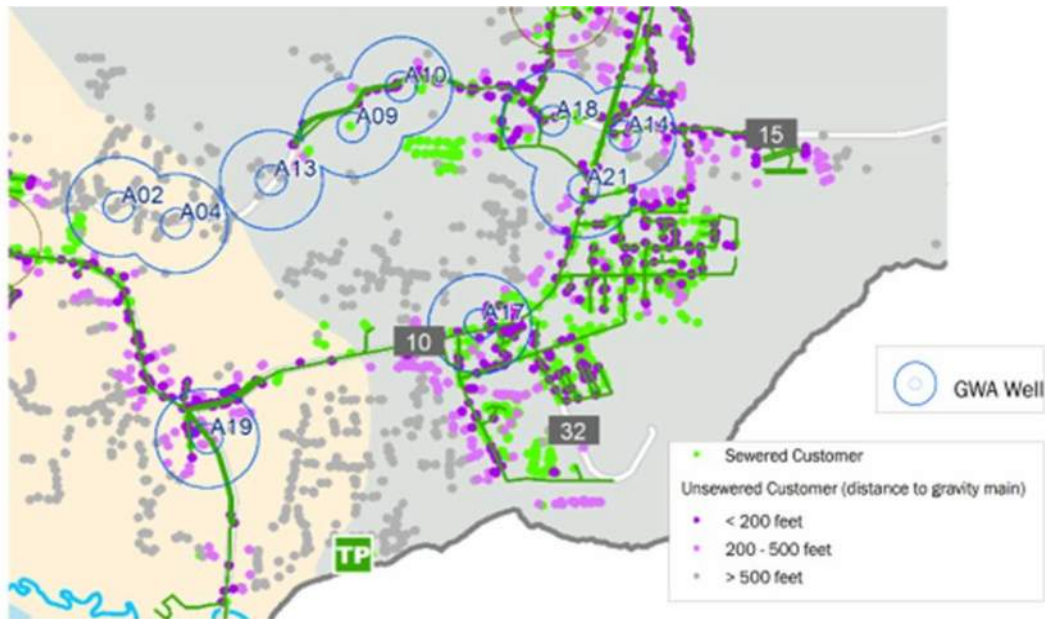 A10
A09
A18
A14
15
A13
A21
A02
A04
A17
10
GWA Well
A19
32
Sewered Customer
Unsewered Customer (distance to gravity main)
< 200 feet
200 - 500 feet
> 500 feet
TP